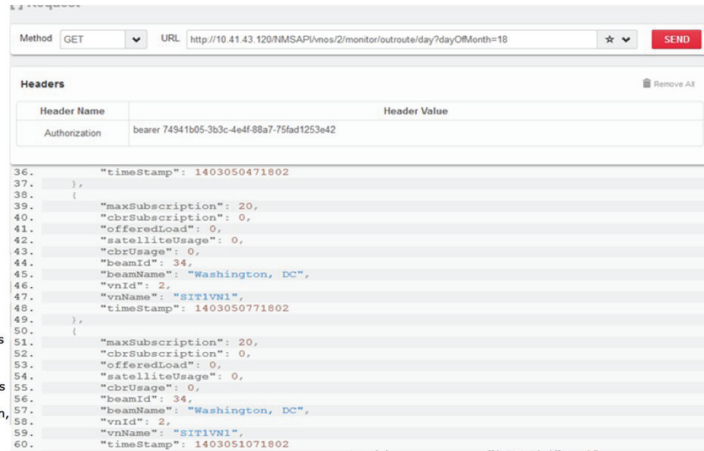 Method GET URL http://10.41.43.120/NMSAPI/vnos/2/monitor/outroute/day?dayOfMonth=18 SEND
Headers Remove All
Header Name Header Value
Authorization bearer 74941b05-3b3c-4e4f-88a7-75fad1253e42
36. "timeStamp": 1403050471802
37. },
38. {
39. "maxSubscription": 20,
40. "cbrSubscription": 0,
41. "offeredLoad": 0,
42. "satelliteUsage": 0,
43. "cbrUsage": 0,
44. "beamId": 34,
45. "beamName": "Washington, DC",
46. "vnId": 2,
47. "vnName": "SIT1VN1",
48. "timeStamp": 1403050771802
49. },
50. {
s 51. "maxSubscription": 20,
52. "cbrSubscription": 0,
53. "offeredLoad": 0,
54. "satelliteUsage": 0,
s 55. "cbrUsage": 0,
56. "beamId": 34,
57. "beamName": "Washington, DC",
58. "vnId": 2,
59. "vnName": "SIT1VN1",
60. "timeStamp": 1403051071802